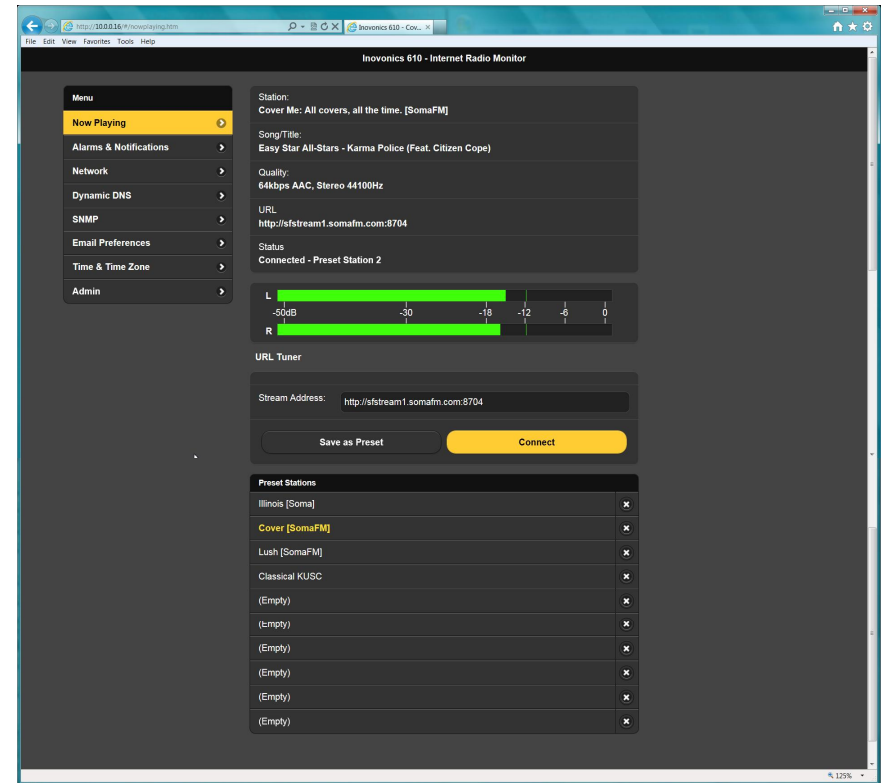 http://10.0.0.16/#/nowplaying.htm
Inovonics 610 - Cov...
File Edit View Favorites Tools Help
Inovonics 610 - Internet Radio Monitor
Menu
Now Playing
Alarms & Notifications
Network
Dynamic DNS
SNMP
Email Preferences
Time & Time Zone
Admin
Station:
Cover Me: All covers, all the time. [SomaFM]
Song/Title:
Easy Star All-Stars - Karma Police (Feat. Citizen Cope)
Quality:
64kbps AAC, Stereo 44100Hz
URL
http://sfstream1.somafm.com:8704
Status
Connected - Preset Station 2
L
-50dB -30 -18 -12 -6 0
R
URL Tuner
Stream Address: http://sfstream1.somafm.com:8704
Save as Preset Connect
Preset Stations
Illinois [Soma]
Cover [SomaFM]
Lush [SomaFM]
Classical KUSC
(Empty)
(Empty)
(Empty)
(Empty)
(Empty)
(Empty)
125%